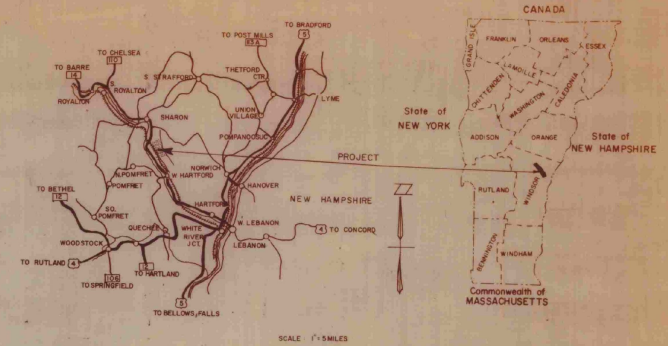 CANADA
TO BRADFORD
5
TO POST MILLS
113A
TO CHELSEA
110
TO BARRE
14
S. STRAFFORD
THETFORD
CTR.
LYME
S.
ROYALTON
ROYALTON
UNION
VILLAGE
SHARON
POMPANOOSUC
PROJECT
NORWICH
N. POMFRET
W. HARTFORD
HANOVER
POMFRET
TO BETHEL
12
HARTFORD
NEW HAMPSHIRE
SO.
POMFRET
QUECHEE
W. LEBANON
WHITE
RIVER
JCT.
LEBANON
4 TO CONCORD
WOODSTOCK
TO RUTLAND 4
12
TO HARTLAND
106
TO SPRINGFIELD
5
TO BELLOWS FALLS
SCALE : 1" = 5 MILES
GRAND ISLE
FRANKLIN
ORLEANS
ESSEX
LAMOILLE
CHITTENDEN
CALEDONIA
WASHINGTON
State of
NEW YORK
ADDISON
ORANGE
State of
NEW HAMPSHIRE
RUTLAND
WINDSOR
BENNINGTON
WINDHAM
Commonwealth of
MASSACHUSETTS